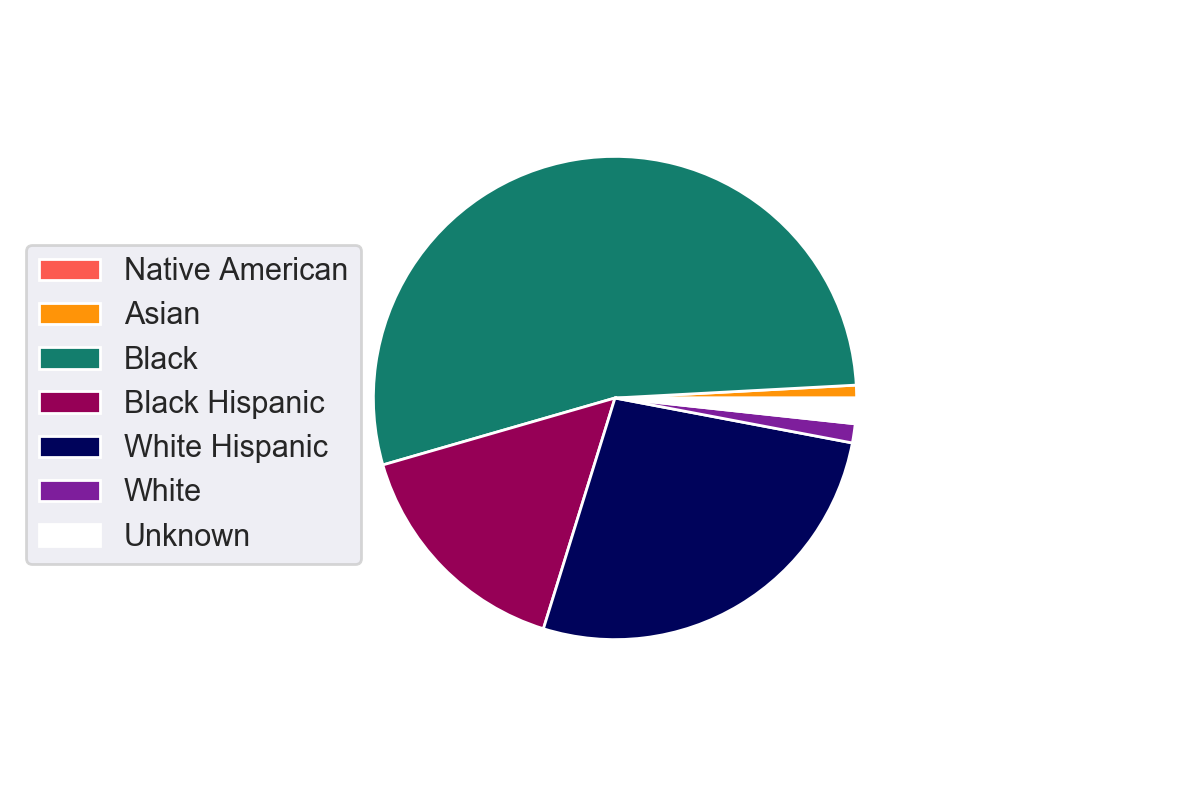 Native American
Asian
Black
Black Hispanic
White Hispanic
White
Unknown